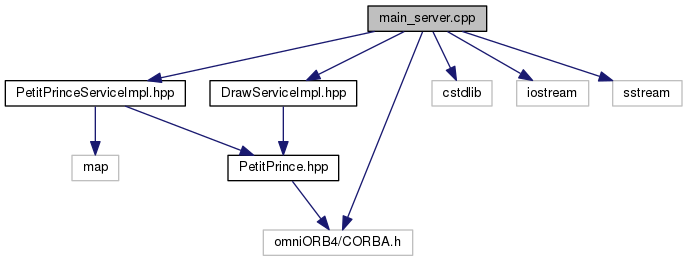 main_server.cpp
PetitPrinceServiceImpl.hpp
DrawServiceImpl.hpp
cstdlib
iostream
sstream
map
PetitPrince.hpp
omniORB4/CORBA.h